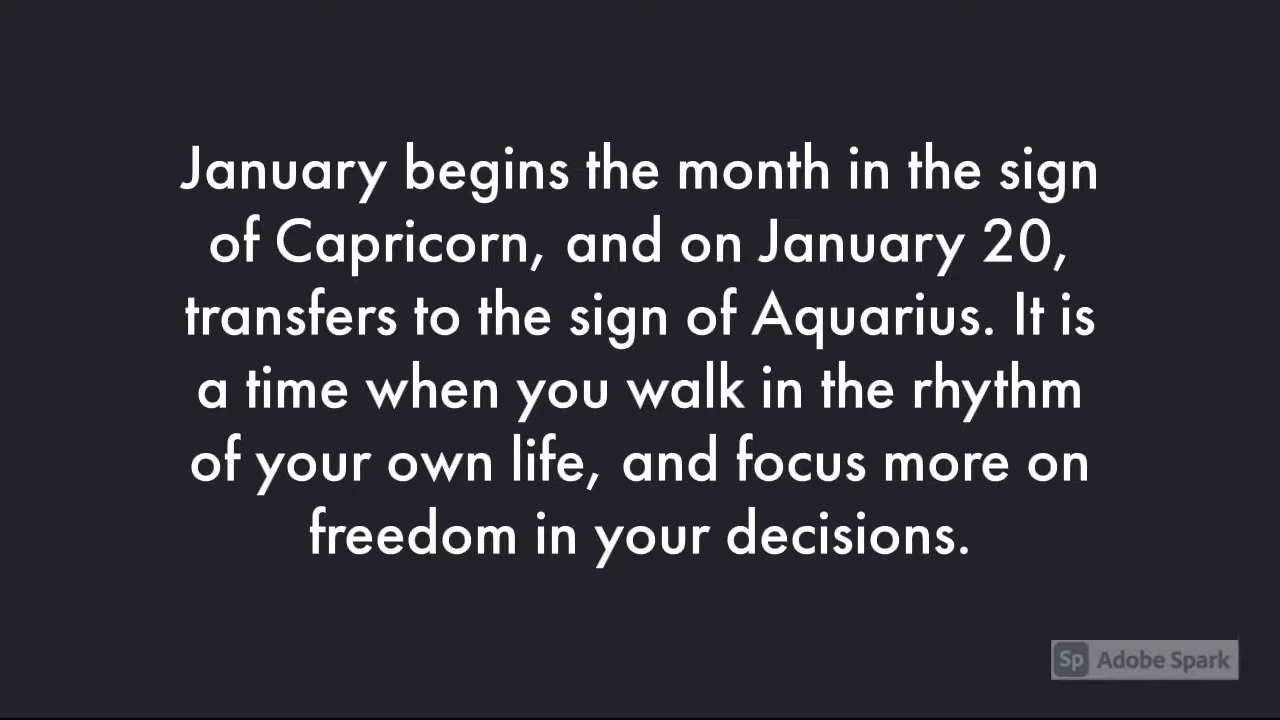 January begins the month in the sign
of Capricorn, and on January 20,
transfers to the sign of Aquarius. It is
a time when you walk in the rhythm
of your own life, and focus more on
freedom in your decisions.
Sp Adobe Spark